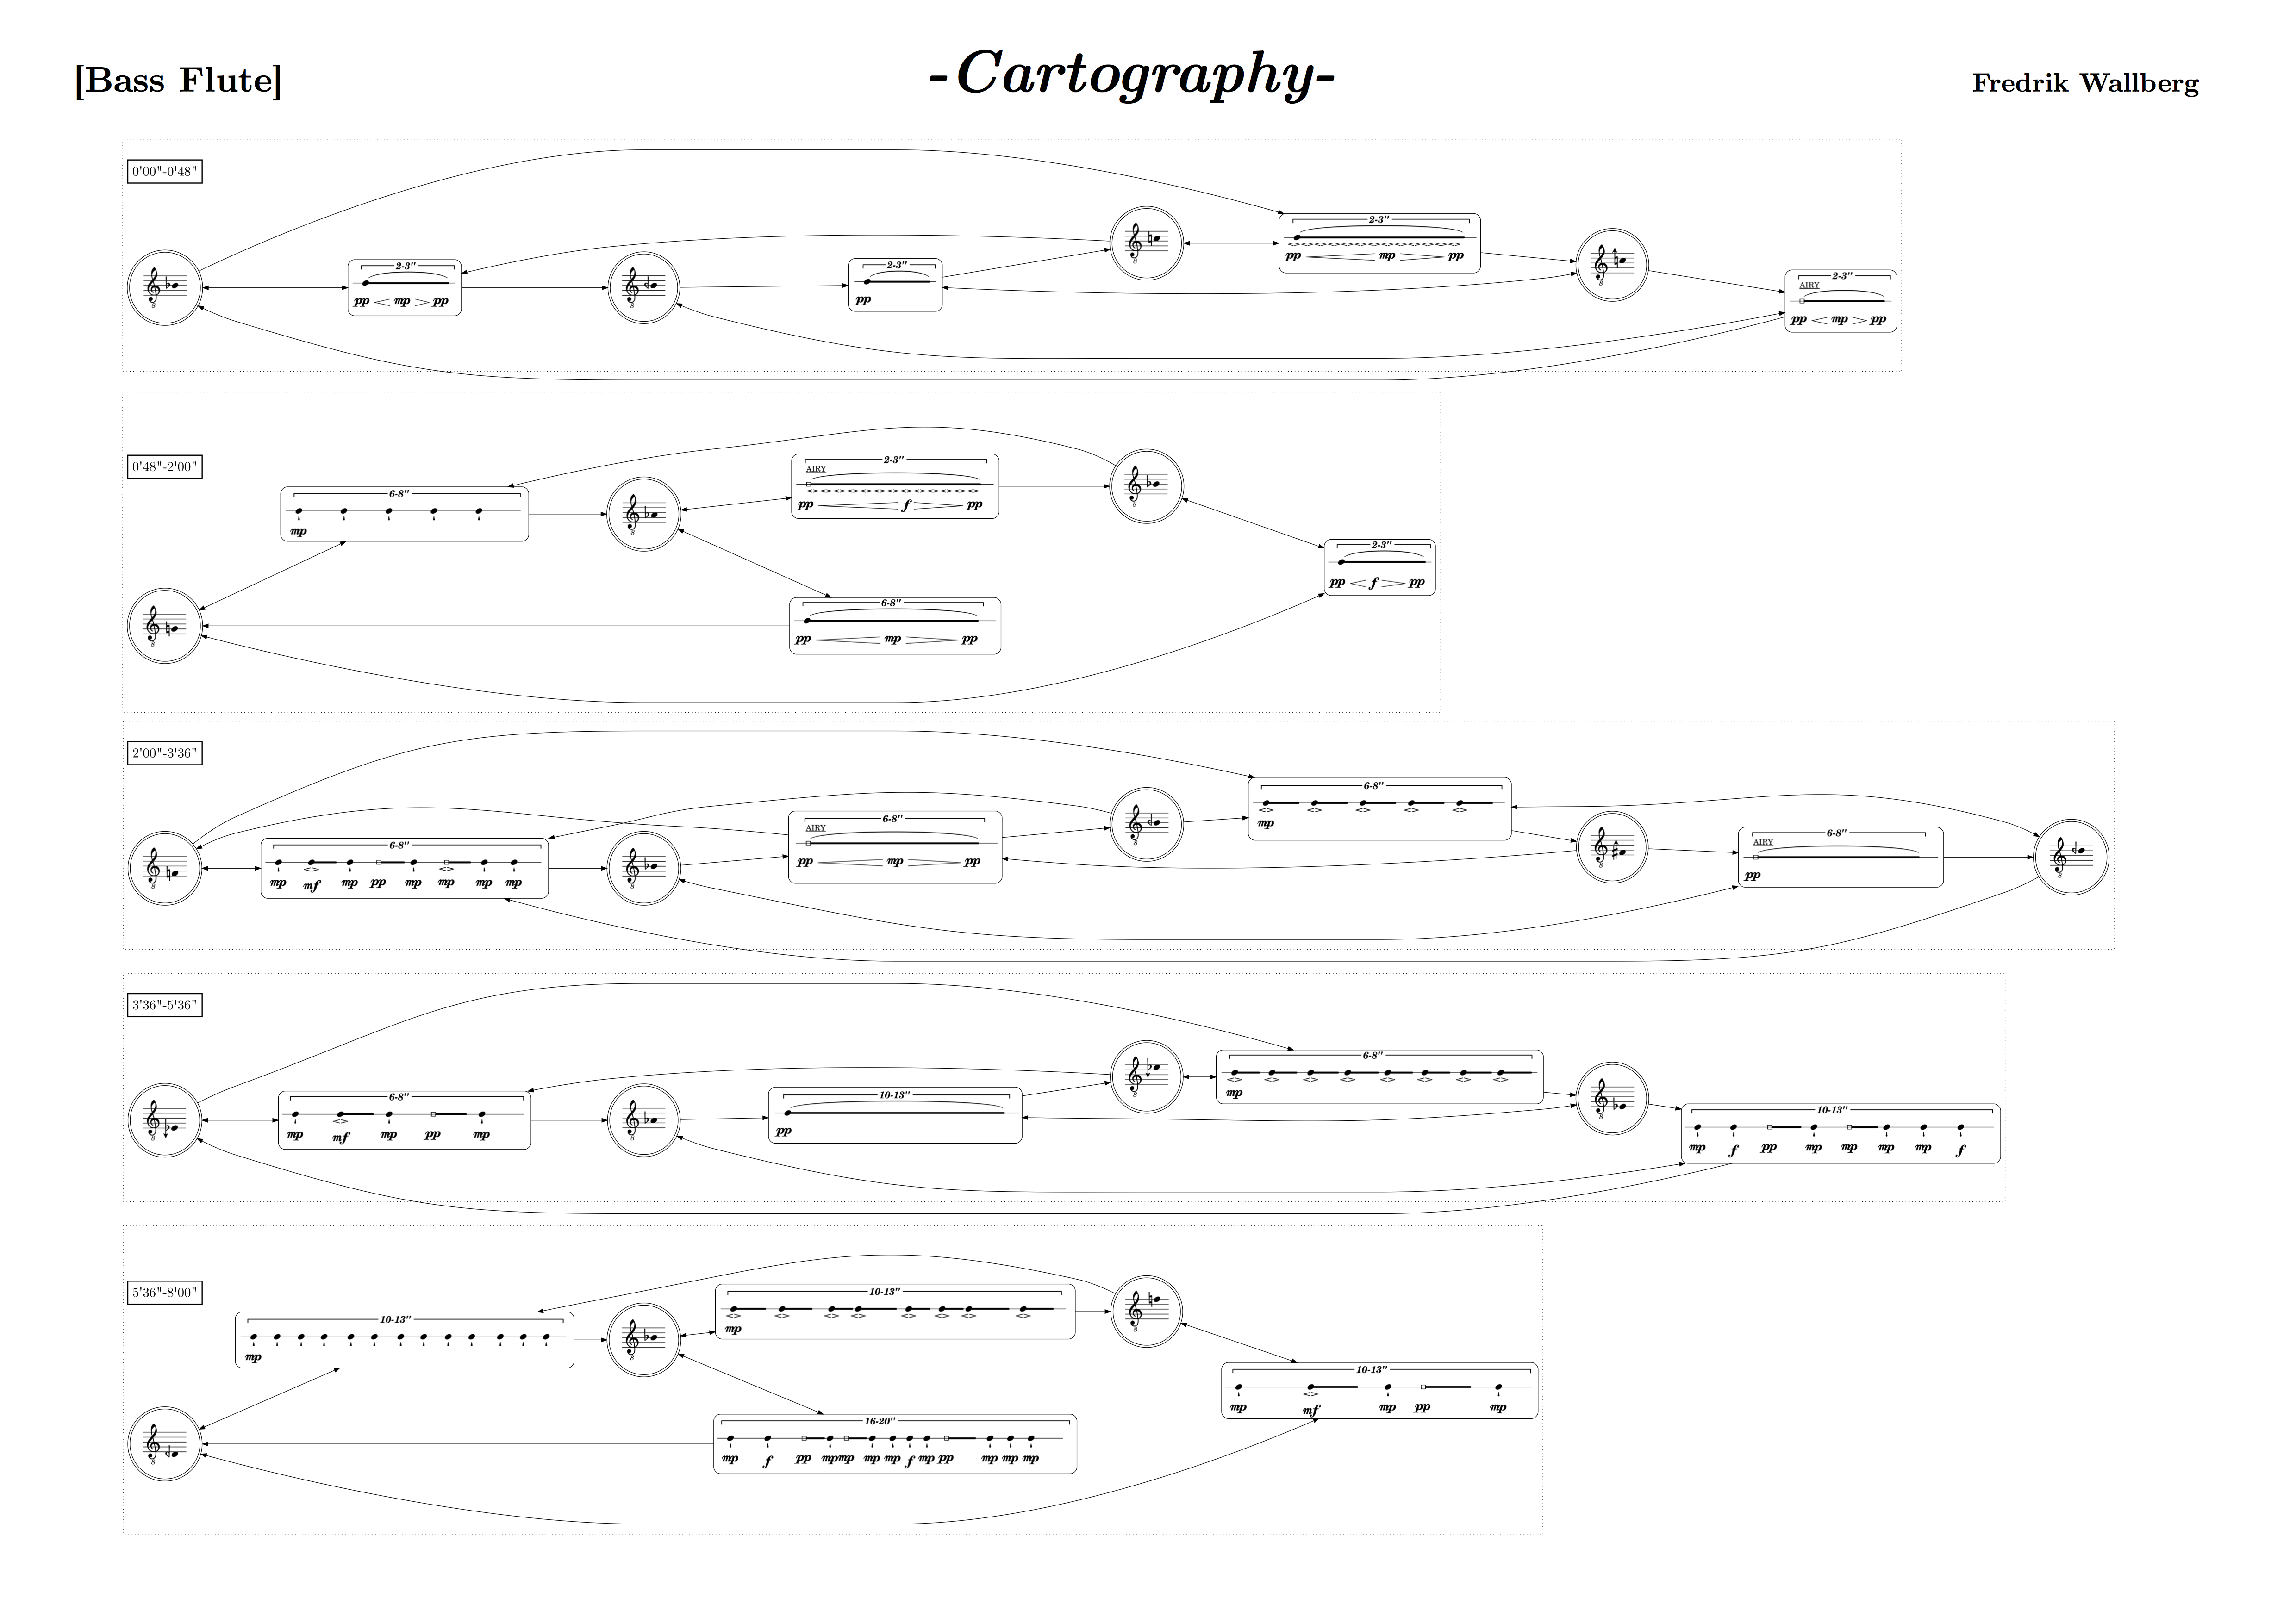 [Bass Flute]
-Cartography-
Fredrik Wallberg
0'00"-0'48"
2-3"
pp mp pp
2-3"
pp
2-3"
pp mp pp
2-3"
AIRY
pp mp pp
0'48"-2'00"
6-8"
mp
2-3"
AIRY
pp f pp
6-8"
pp mp pp
2-3"
pp f pp
2'00"-3'36"
6-8"
mp mf mp pp mp mp mp mp
6-8"
AIRY
pp mp pp
6-8"
mp
6-8"
AIRY
pp
3'36"-5'36"
6-8"
mp mf mp pp mp
10-13"
pp
6-8"
mp
10-13"
mp f pp mp mp mp mp f
5'36"-8'00"
10-13"
mp
10-13"
mp
16-20"
mp f pp mp mp mp mp f mp pp mp mp mp
10-13"
mp mf mp pp mp